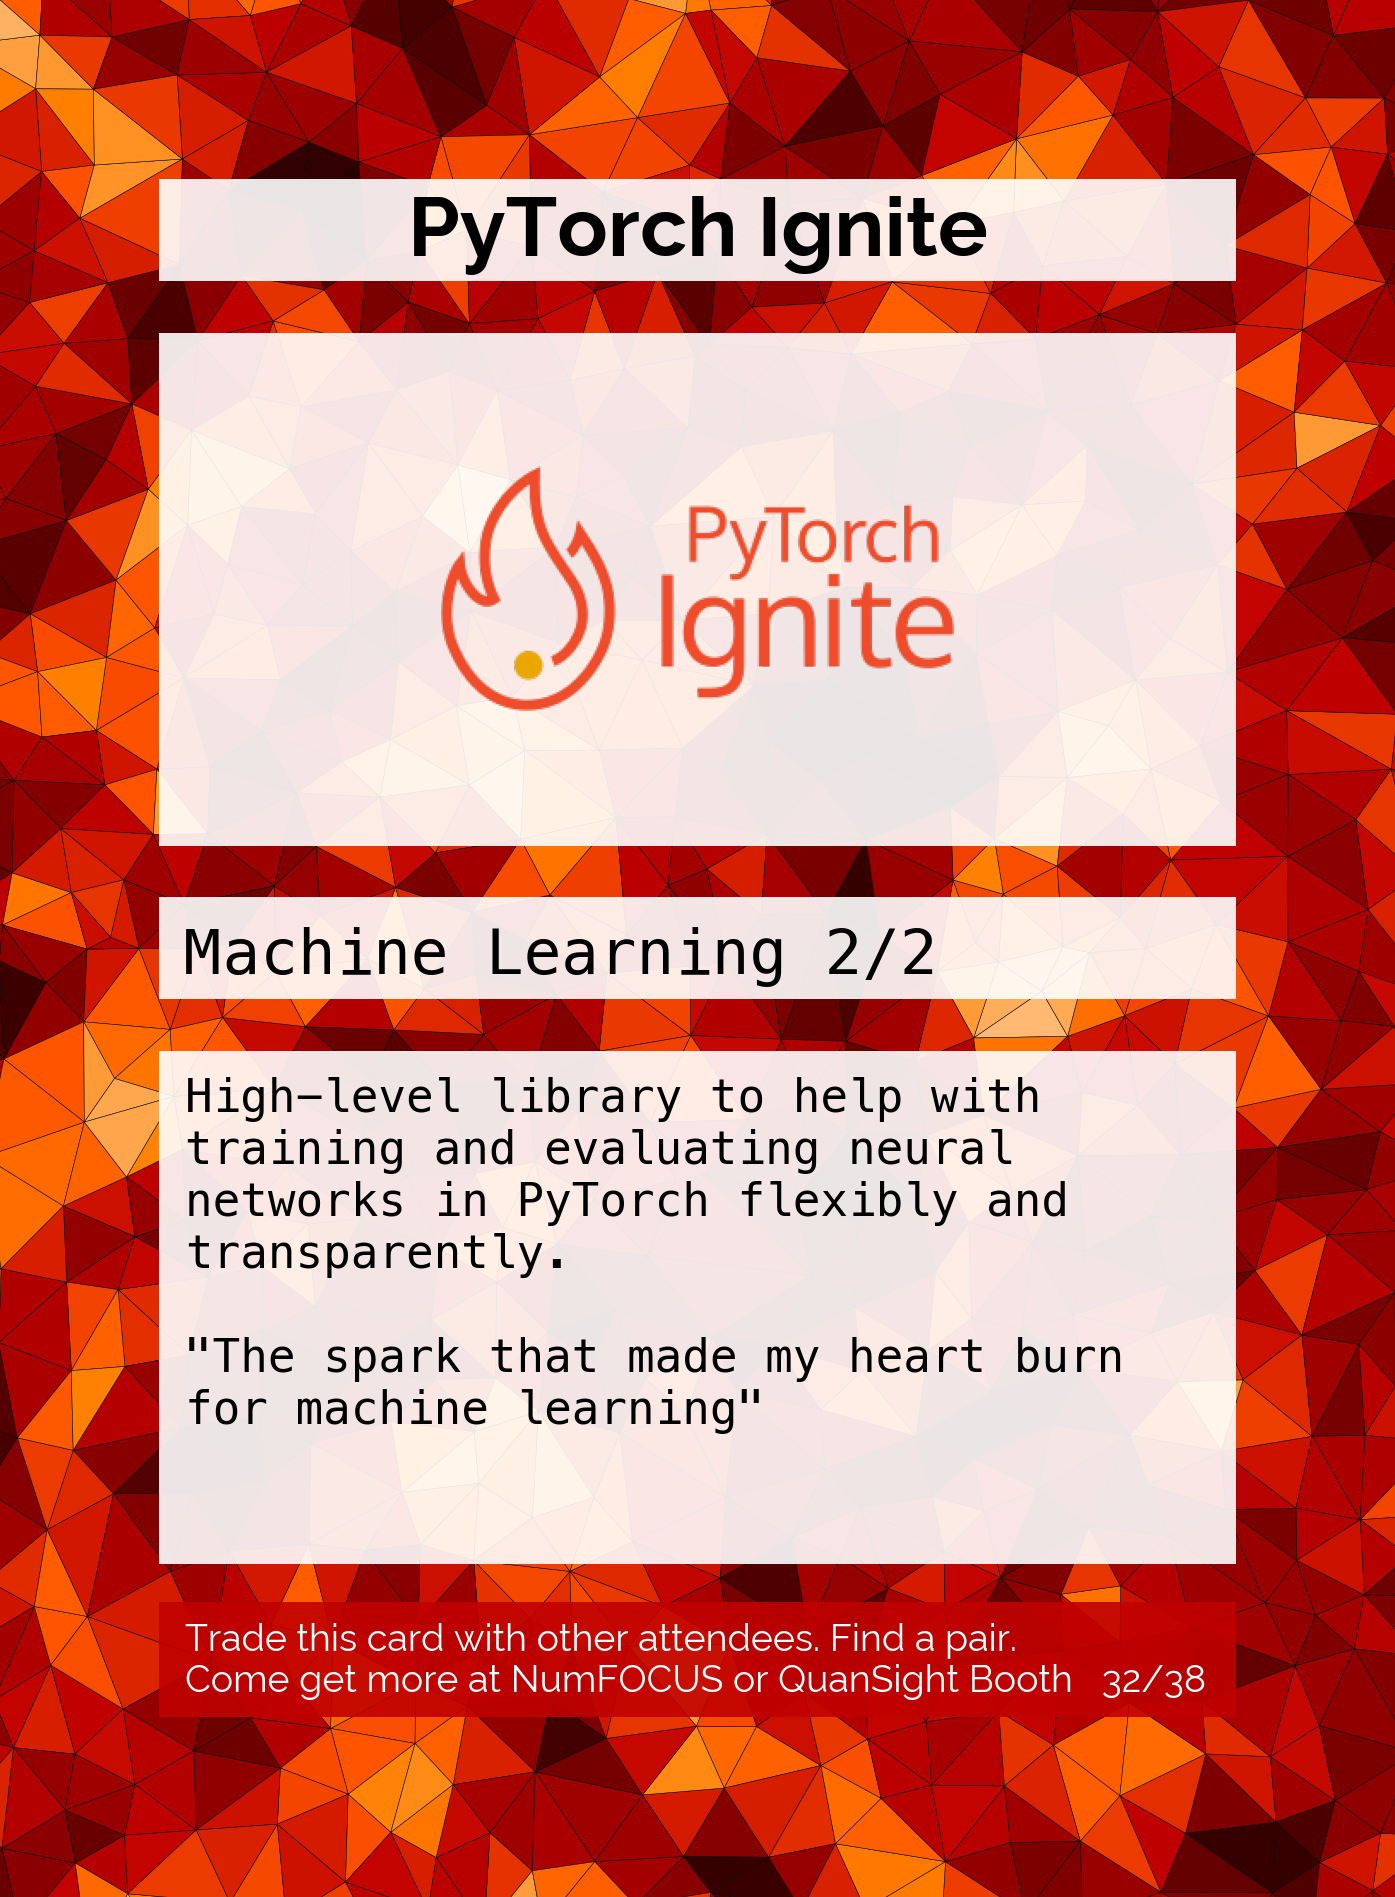 PyTorch Ignite
PyTorch
Ignite
Machine Learning 2/2
High-level library to help with
training and evaluating neural
networks in PyTorch flexibly and
transparently.
"The spark that made my heart burn
for machine learning"
Trade this card with other attendees. Find a pair.
Come get more at NumFOCUS or QuanSight Booth 32/38